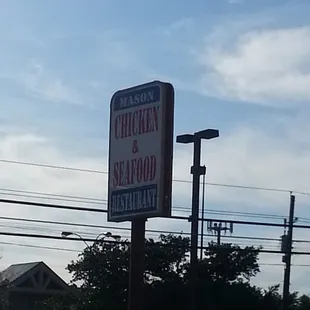 MASON
CHICKEN
&
SEAFOOD
RESTAURANT